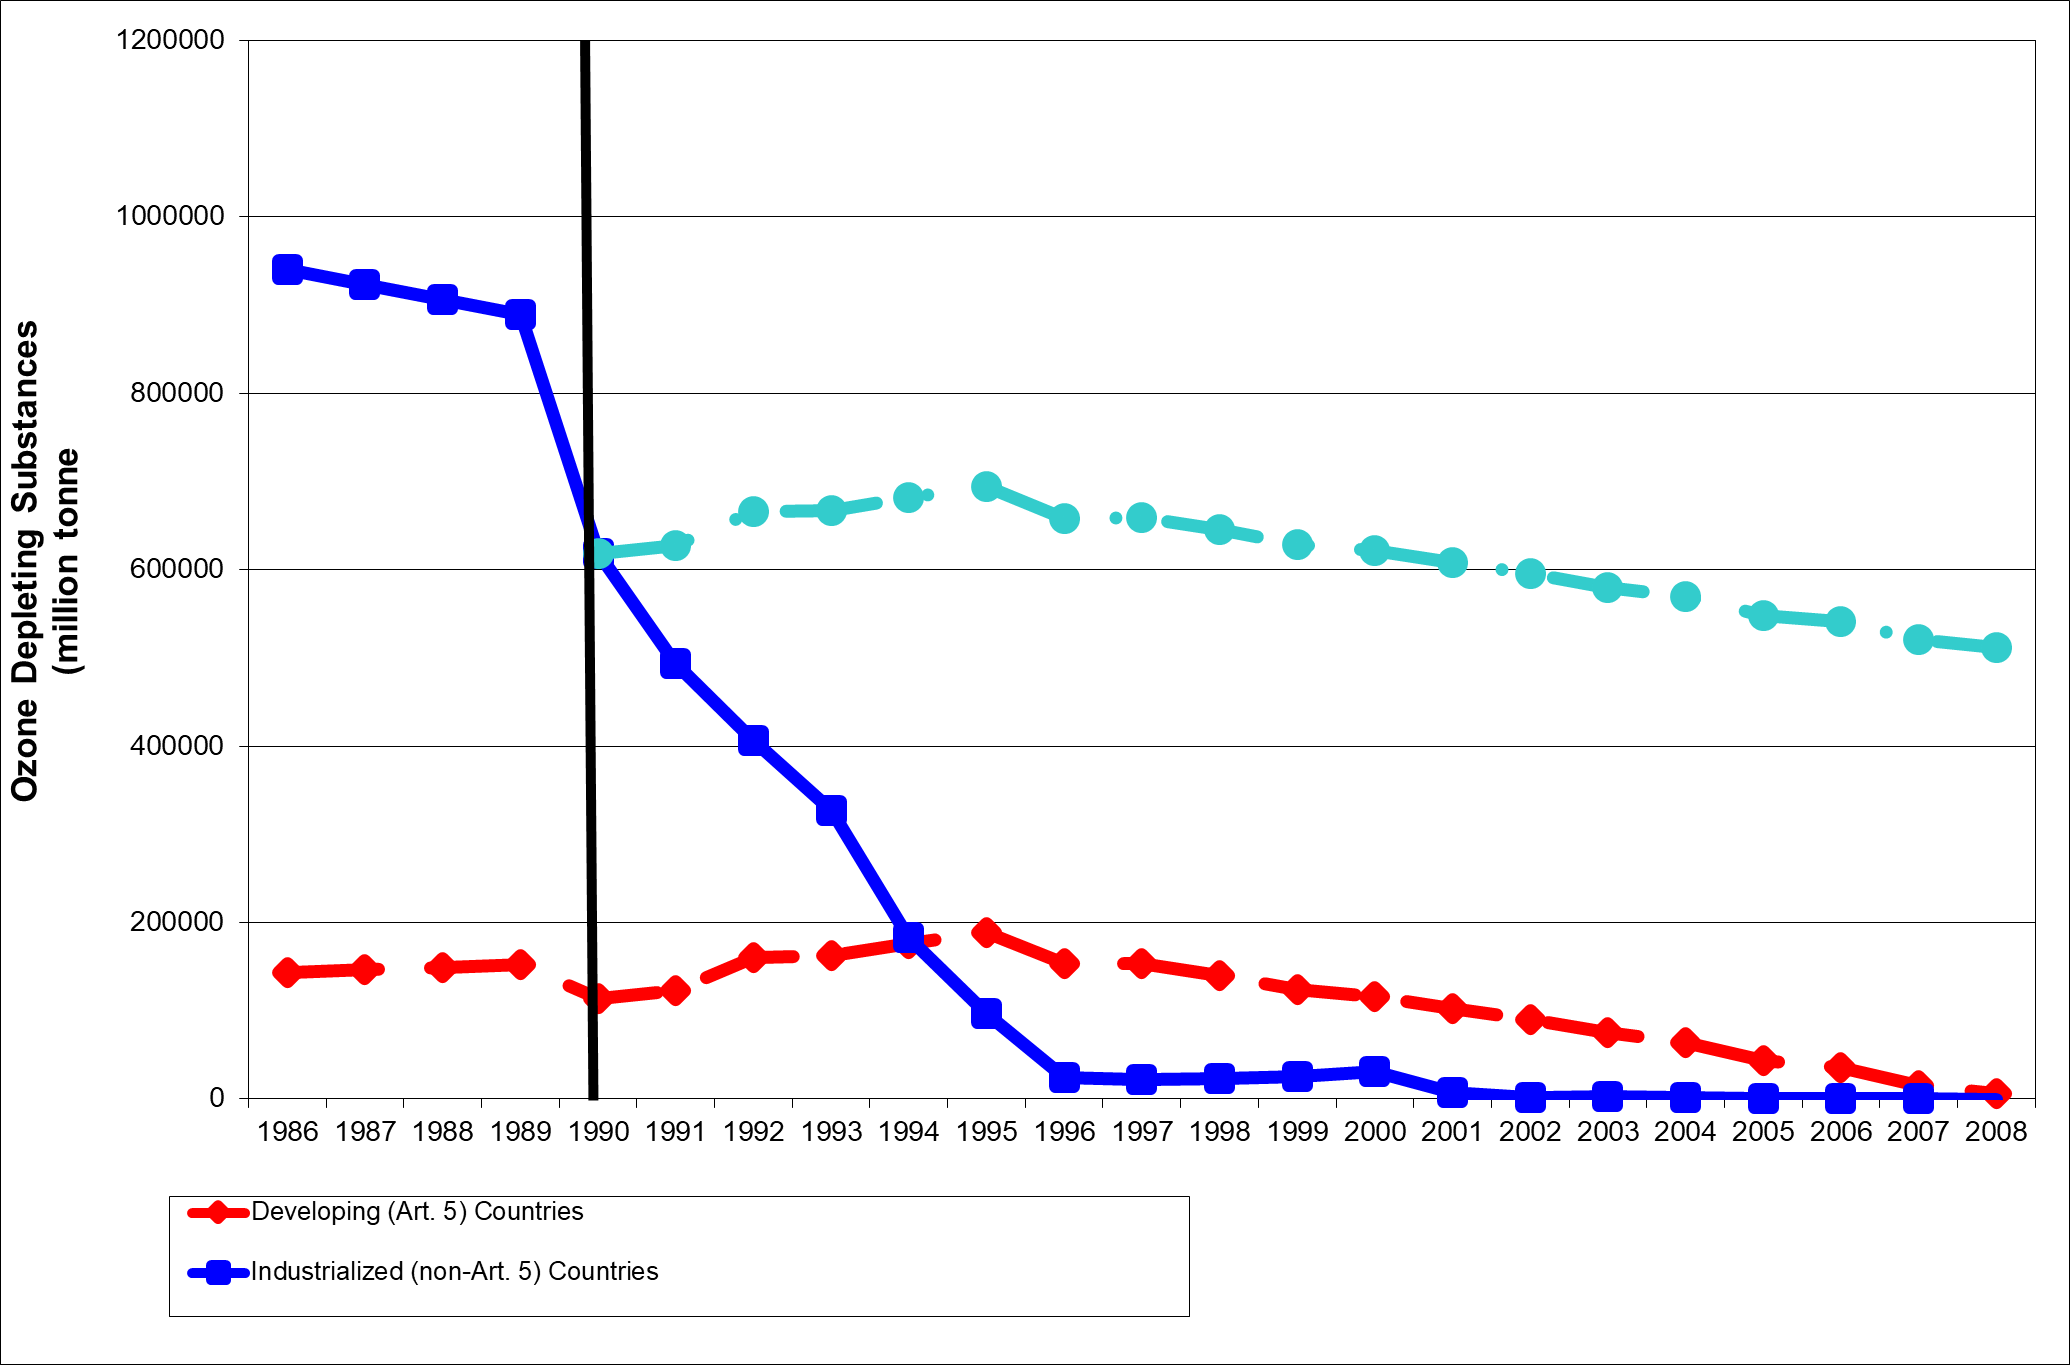 1200000
1000000
800000
600000
400000
200000
0
Ozone Depleting Substances
(million tonne
1986 1987 1988 1989 1990 1991 1992 1993 1994 1995 1996 1997 1998 1999 2000 2001 2002 2003 2004 2005 2006 2007 2008
Developing (Art. 5) Countries
Industrialized (non-Art. 5) Countries